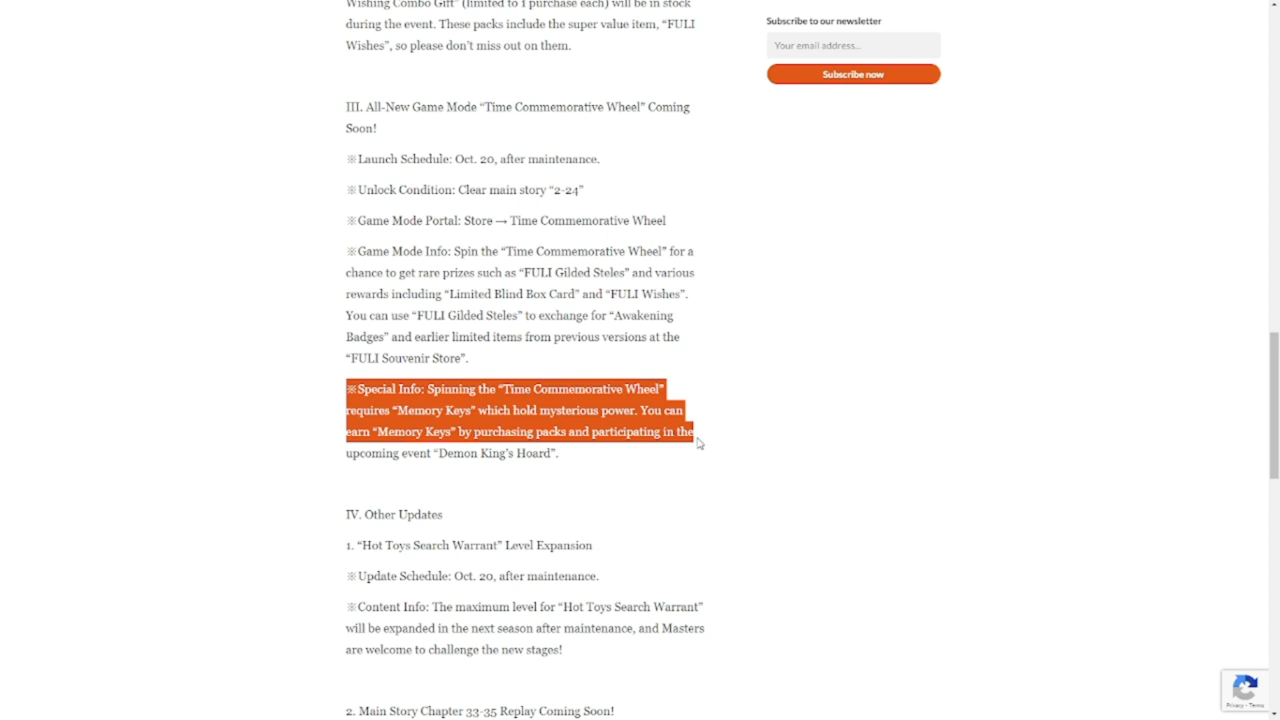 Wishing Combo Gift" (limited to 1 purchase each) will be in stock
during the event. These packs include the super value item, “FULI
Wishes”, so please don’t miss out on them.
III. All-New Game Mode “Time Commemorative Wheel” Coming
Soon!
※Launch Schedule: Oct. 20, after maintenance.
※Unlock Condition: Clear main story “2-24”
※Game Mode Portal: Store → Time Commemorative Wheel
※Game Mode Info: Spin the “Time Commemorative Wheel” for a
chance to get rare prizes such as “FULI Gilded Steles” and various
rewards including “Limited Blind Box Card” and “FULI Wishes”.
You can use “FULI Gilded Steles” to exchange for “Awakening
Badges” and earlier limited items from previous versions at the
“FULI Souvenir Store”.
※Special Info: Spinning the “Time Commemorative Wheel”
requires “Memory Keys” which hold mysterious power. You can
earn “Memory Keys” by purchasing packs and participating in the
upcoming event “Demon King’s Hoard”.
IV. Other Updates
1. “Hot Toys Search Warrant” Level Expansion
※Update Schedule: Oct. 20, after maintenance.
※Content Info: The maximum level for “Hot Toys Search Warrant”
will be expanded in the next season after maintenance, and Masters
are welcome to challenge the new stages!
2. Main Story Chapter 33-35 Replay Coming Soon!
Subscribe to our newsletter
Your email address...
Subscribe now
Privacy - Terms